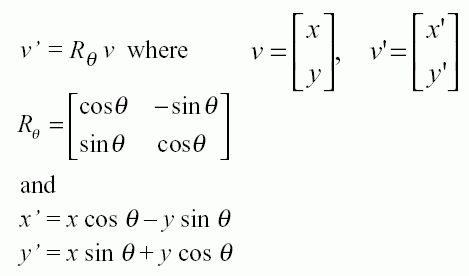 v' = R_θ v where v = [x y], v' = [x' y']
R_θ = [cosθ −sinθ sinθ cosθ]
and
x' = x cos θ − y sin θ
y' = x sin θ + y cos θ